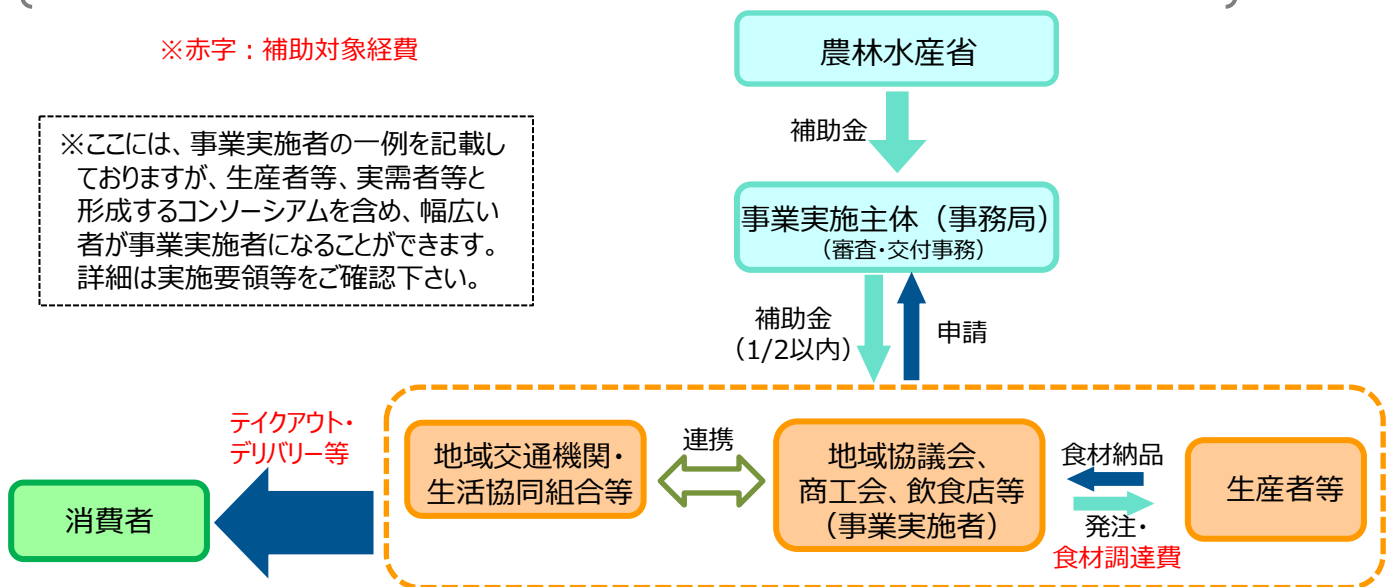 ※赤字：補助対象経費
農林水産省
補助金
※ここには、事業実施者の一例を記載し
ておりますが、生産者等、実需者等と
形成するコンソーシアムを含め、幅広い
者が事業実施者になることができます。
詳細は実施要領等をご確認下さい。
事業実施主体（事務局）
（審査・交付事務）
補助金
（1/2以内）
申請
テイクアウト・
デリバリー等
消費者
地域交通機関・
生活協同組合等
連携
地域協議会、
商工会、飲食店等
（事業実施者）
食材納品
発注・
食材調達費
生産者等